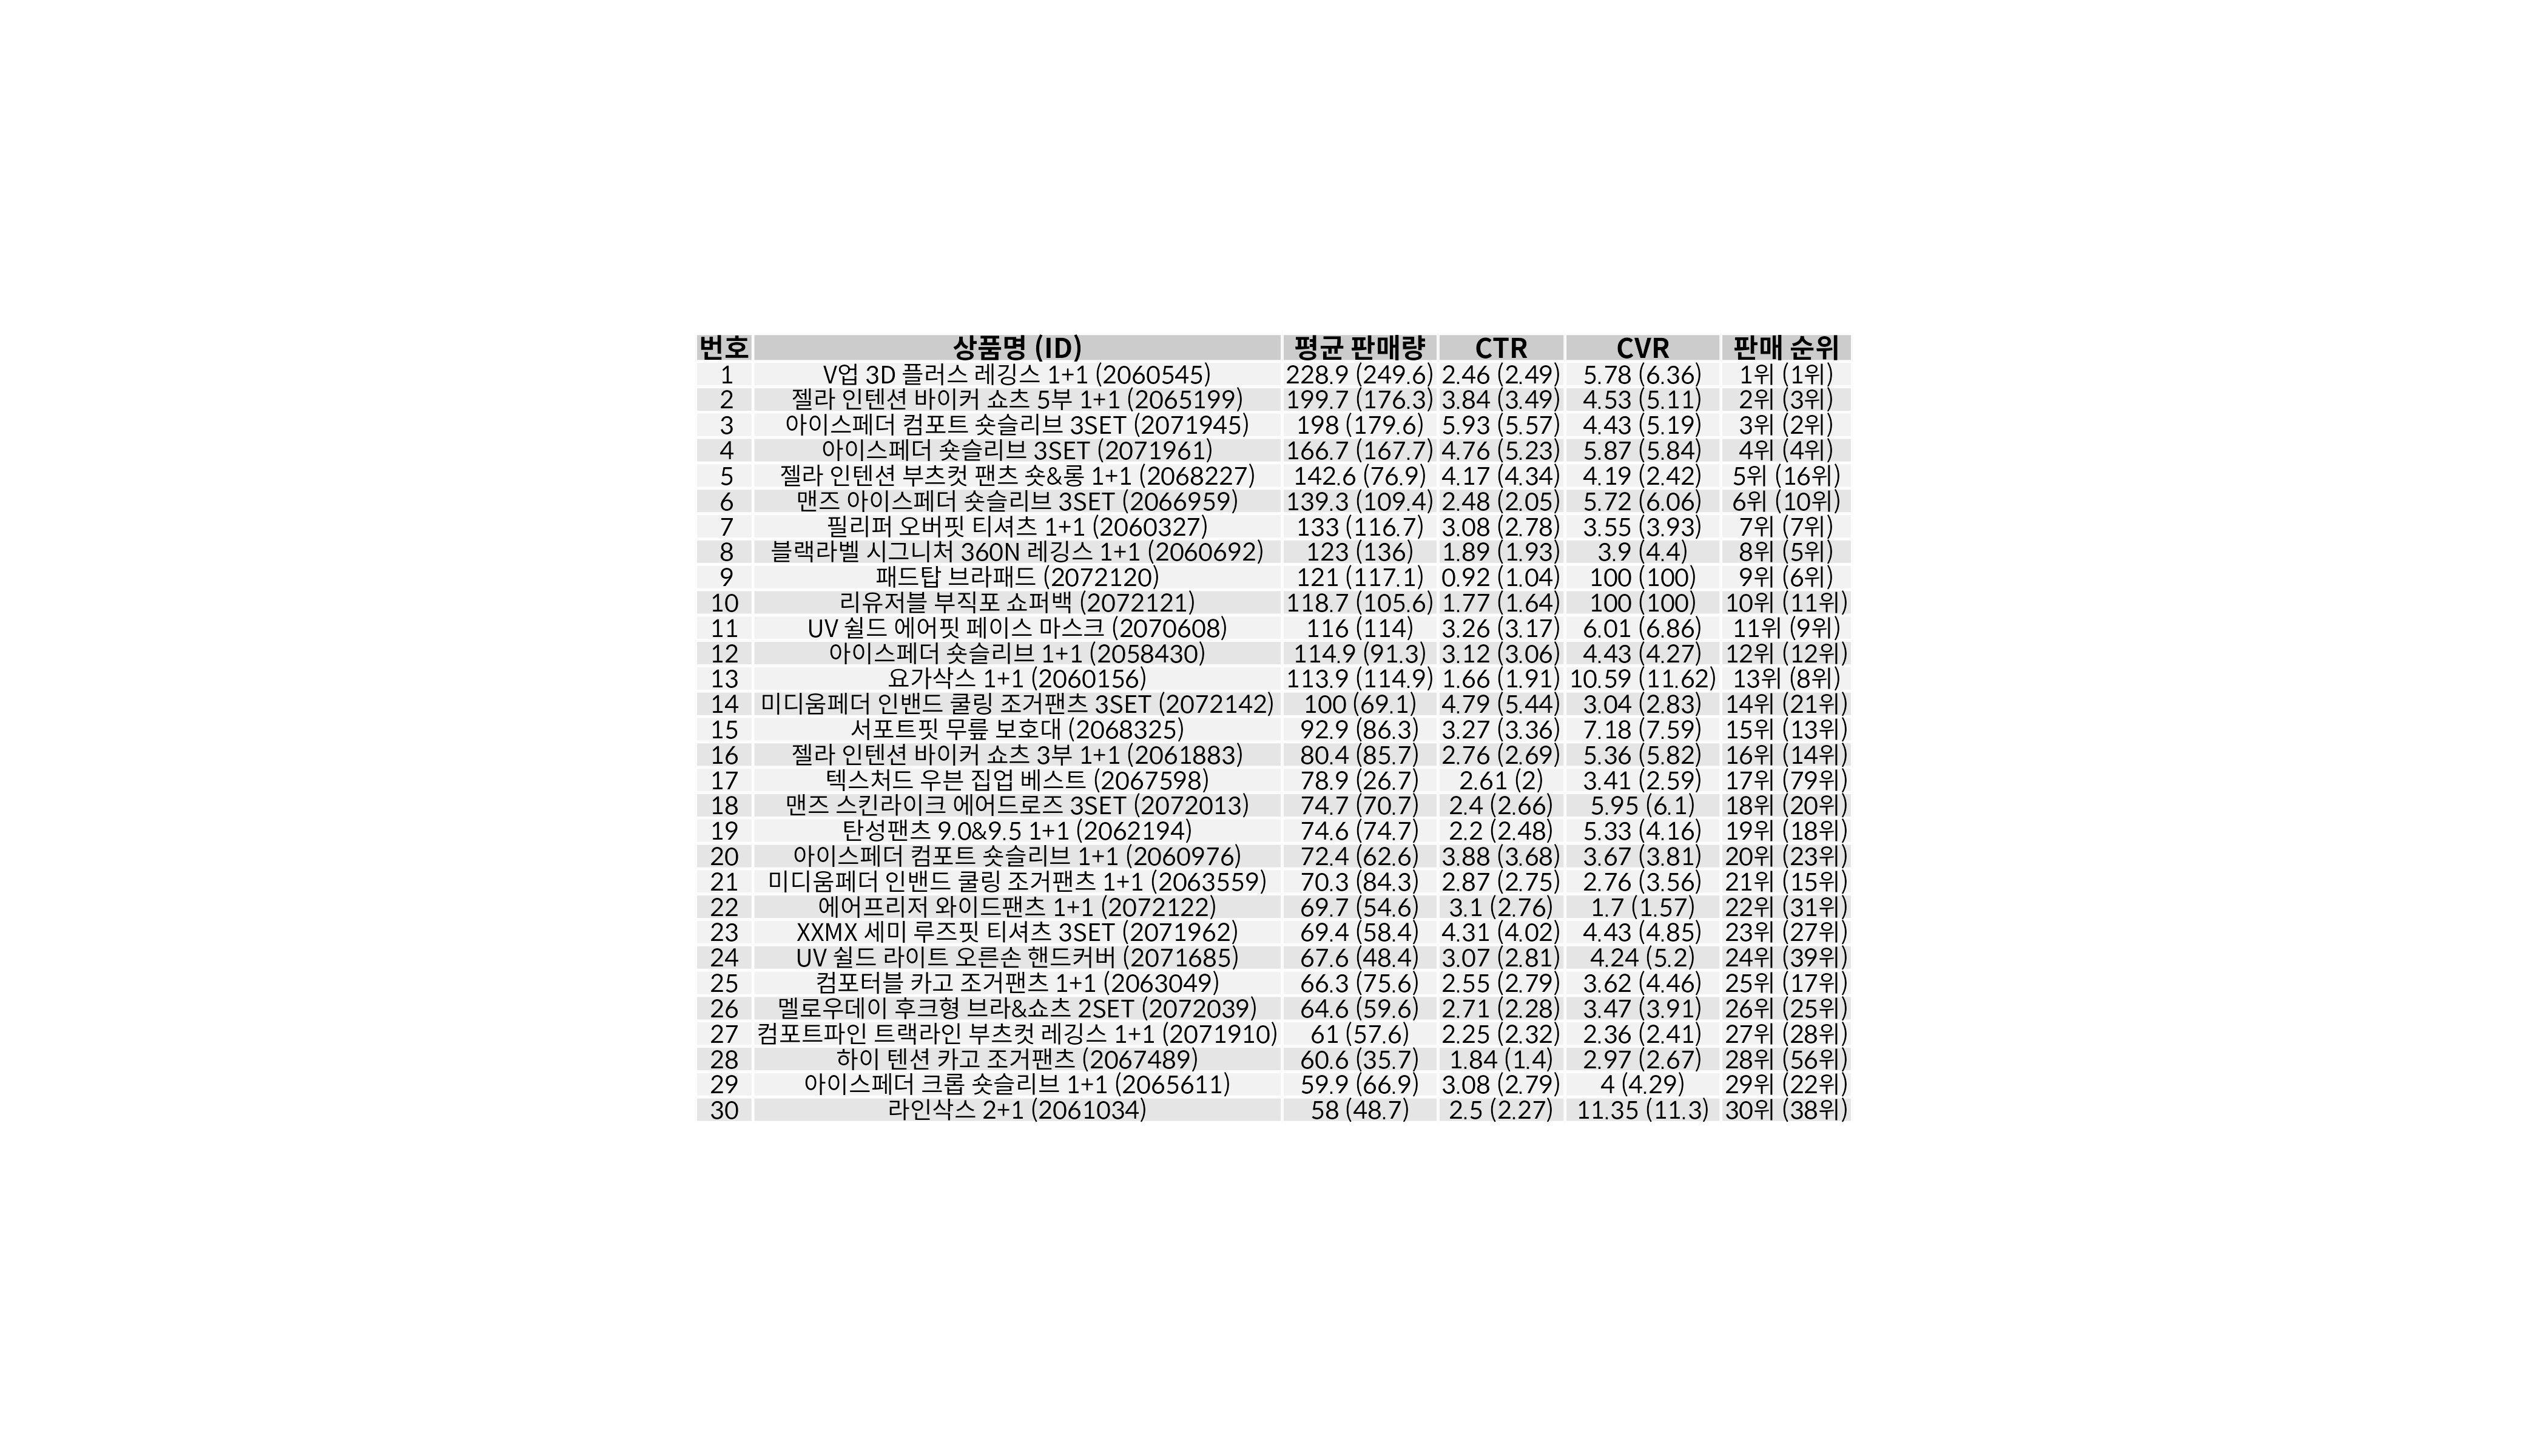 번호 상품명 (ID) 평균 판매량 CTR CVR 판매 순위
1 V업 3D 플러스 레깅스 1+1 (2060545) 228.9 (249.6) 2.46 (2.49) 5.78 (6.36) 1위 (1위)
2 젤라 인텐션 바이커 쇼츠 5부 1+1 (2065199) 199.7 (176.3) 3.84 (3.49) 4.53 (5.11) 2위 (3위)
3 아이스페더 컴포트 숏슬리브 3SET (2071945) 198 (179.6) 5.93 (5.57) 4.43 (5.19) 3위 (2위)
4 아이스페더 숏슬리브 3SET (2071961) 166.7 (167.7) 4.76 (5.23) 5.87 (5.84) 4위 (4위)
5 젤라 인텐션 부츠컷 팬츠 숏&롱 1+1 (2068227) 142.6 (76.9) 4.17 (4.34) 4.19 (2.42) 5위 (16위)
6 맨즈 아이스페더 숏슬리브 3SET (2066959) 139.3 (109.4) 2.48 (2.05) 5.72 (6.06) 6위 (10위)
7 필리퍼 오버핏 티셔츠 1+1 (2060327) 133 (116.7) 3.08 (2.78) 3.55 (3.93) 7위 (7위)
8 블랙라벨 시그니처 360N 레깅스 1+1 (2060692) 123 (136) 1.89 (1.93) 3.9 (4.4) 8위 (5위)
9 패드탑 브라패드 (2072120) 121 (117.1) 0.92 (1.04) 100 (100) 9위 (6위)
10 리유저블 부직포 쇼퍼백 (2072121) 118.7 (105.6) 1.77 (1.64) 100 (100) 10위 (11위)
11 UV 쉴드 에어핏 페이스 마스크 (2070608) 116 (114) 3.26 (3.17) 6.01 (6.86) 11위 (9위)
12 아이스페더 숏슬리브 1+1 (2058430) 114.9 (91.3) 3.12 (3.06) 4.43 (4.27) 12위 (12위)
13 요가삭스 1+1 (2060156) 113.9 (114.9) 1.66 (1.91) 10.59 (11.62) 13위 (8위)
14 미디움페더 인밴드 쿨링 조거팬츠 3SET (2072142) 100 (69.1) 4.79 (5.44) 3.04 (2.83) 14위 (21위)
15 서포트핏 무릎 보호대 (2068325) 92.9 (86.3) 3.27 (3.36) 7.18 (7.59) 15위 (13위)
16 젤라 인텐션 바이커 쇼츠 3부 1+1 (2061883) 80.4 (85.7) 2.76 (2.69) 5.36 (5.82) 16위 (14위)
17 텍스처드 우븐 집업 베스트 (2067598) 78.9 (26.7) 2.61 (2) 3.41 (2.59) 17위 (79위)
18 맨즈 스킨라이크 에어드로즈 3SET (2072013) 74.7 (70.7) 2.4 (2.66) 5.95 (6.1) 18위 (20위)
19 탄성팬츠 9.0&9.5 1+1 (2062194) 74.6 (74.7) 2.2 (2.48) 5.33 (4.16) 19위 (18위)
20 아이스페더 컴포트 숏슬리브 1+1 (2060976) 72.4 (62.6) 3.88 (3.68) 3.67 (3.81) 20위 (23위)
21 미디움페더 인밴드 쿨링 조거팬츠 1+1 (2063559) 70.3 (84.3) 2.87 (2.75) 2.76 (3.56) 21위 (15위)
22 에어프리저 와이드팬츠 1+1 (2072122) 69.7 (54.6) 3.1 (2.76) 1.7 (1.57) 22위 (31위)
23 XXMX 세미 루즈핏 티셔츠 3SET (2071962) 69.4 (58.4) 4.31 (4.02) 4.43 (4.85) 23위 (27위)
24 UV 쉴드 라이트 오른손 핸드커버 (2071685) 67.6 (48.4) 3.07 (2.81) 4.24 (5.2) 24위 (39위)
25 컴포터블 카고 조거팬츠 1+1 (2063049) 66.3 (75.6) 2.55 (2.79) 3.62 (4.46) 25위 (17위)
26 멜로우데이 후크형 브라&쇼츠 2SET (2072039) 64.6 (59.6) 2.71 (2.28) 3.47 (3.91) 26위 (25위)
27 컴포트파인 트랙라인 부츠컷 레깅스 1+1 (2071910) 61 (57.6) 2.25 (2.32) 2.36 (2.41) 27위 (28위)
28 하이 텐션 카고 조거팬츠 (2067489) 60.6 (35.7) 1.84 (1.4) 2.97 (2.67) 28위 (56위)
29 아이스페더 크롭 숏슬리브 1+1 (2065611) 59.9 (66.9) 3.08 (2.79) 4 (4.29) 29위 (22위)
30 라인삭스 2+1 (2061034) 58 (48.7) 2.5 (2.27) 11.35 (11.3) 30위 (38위)